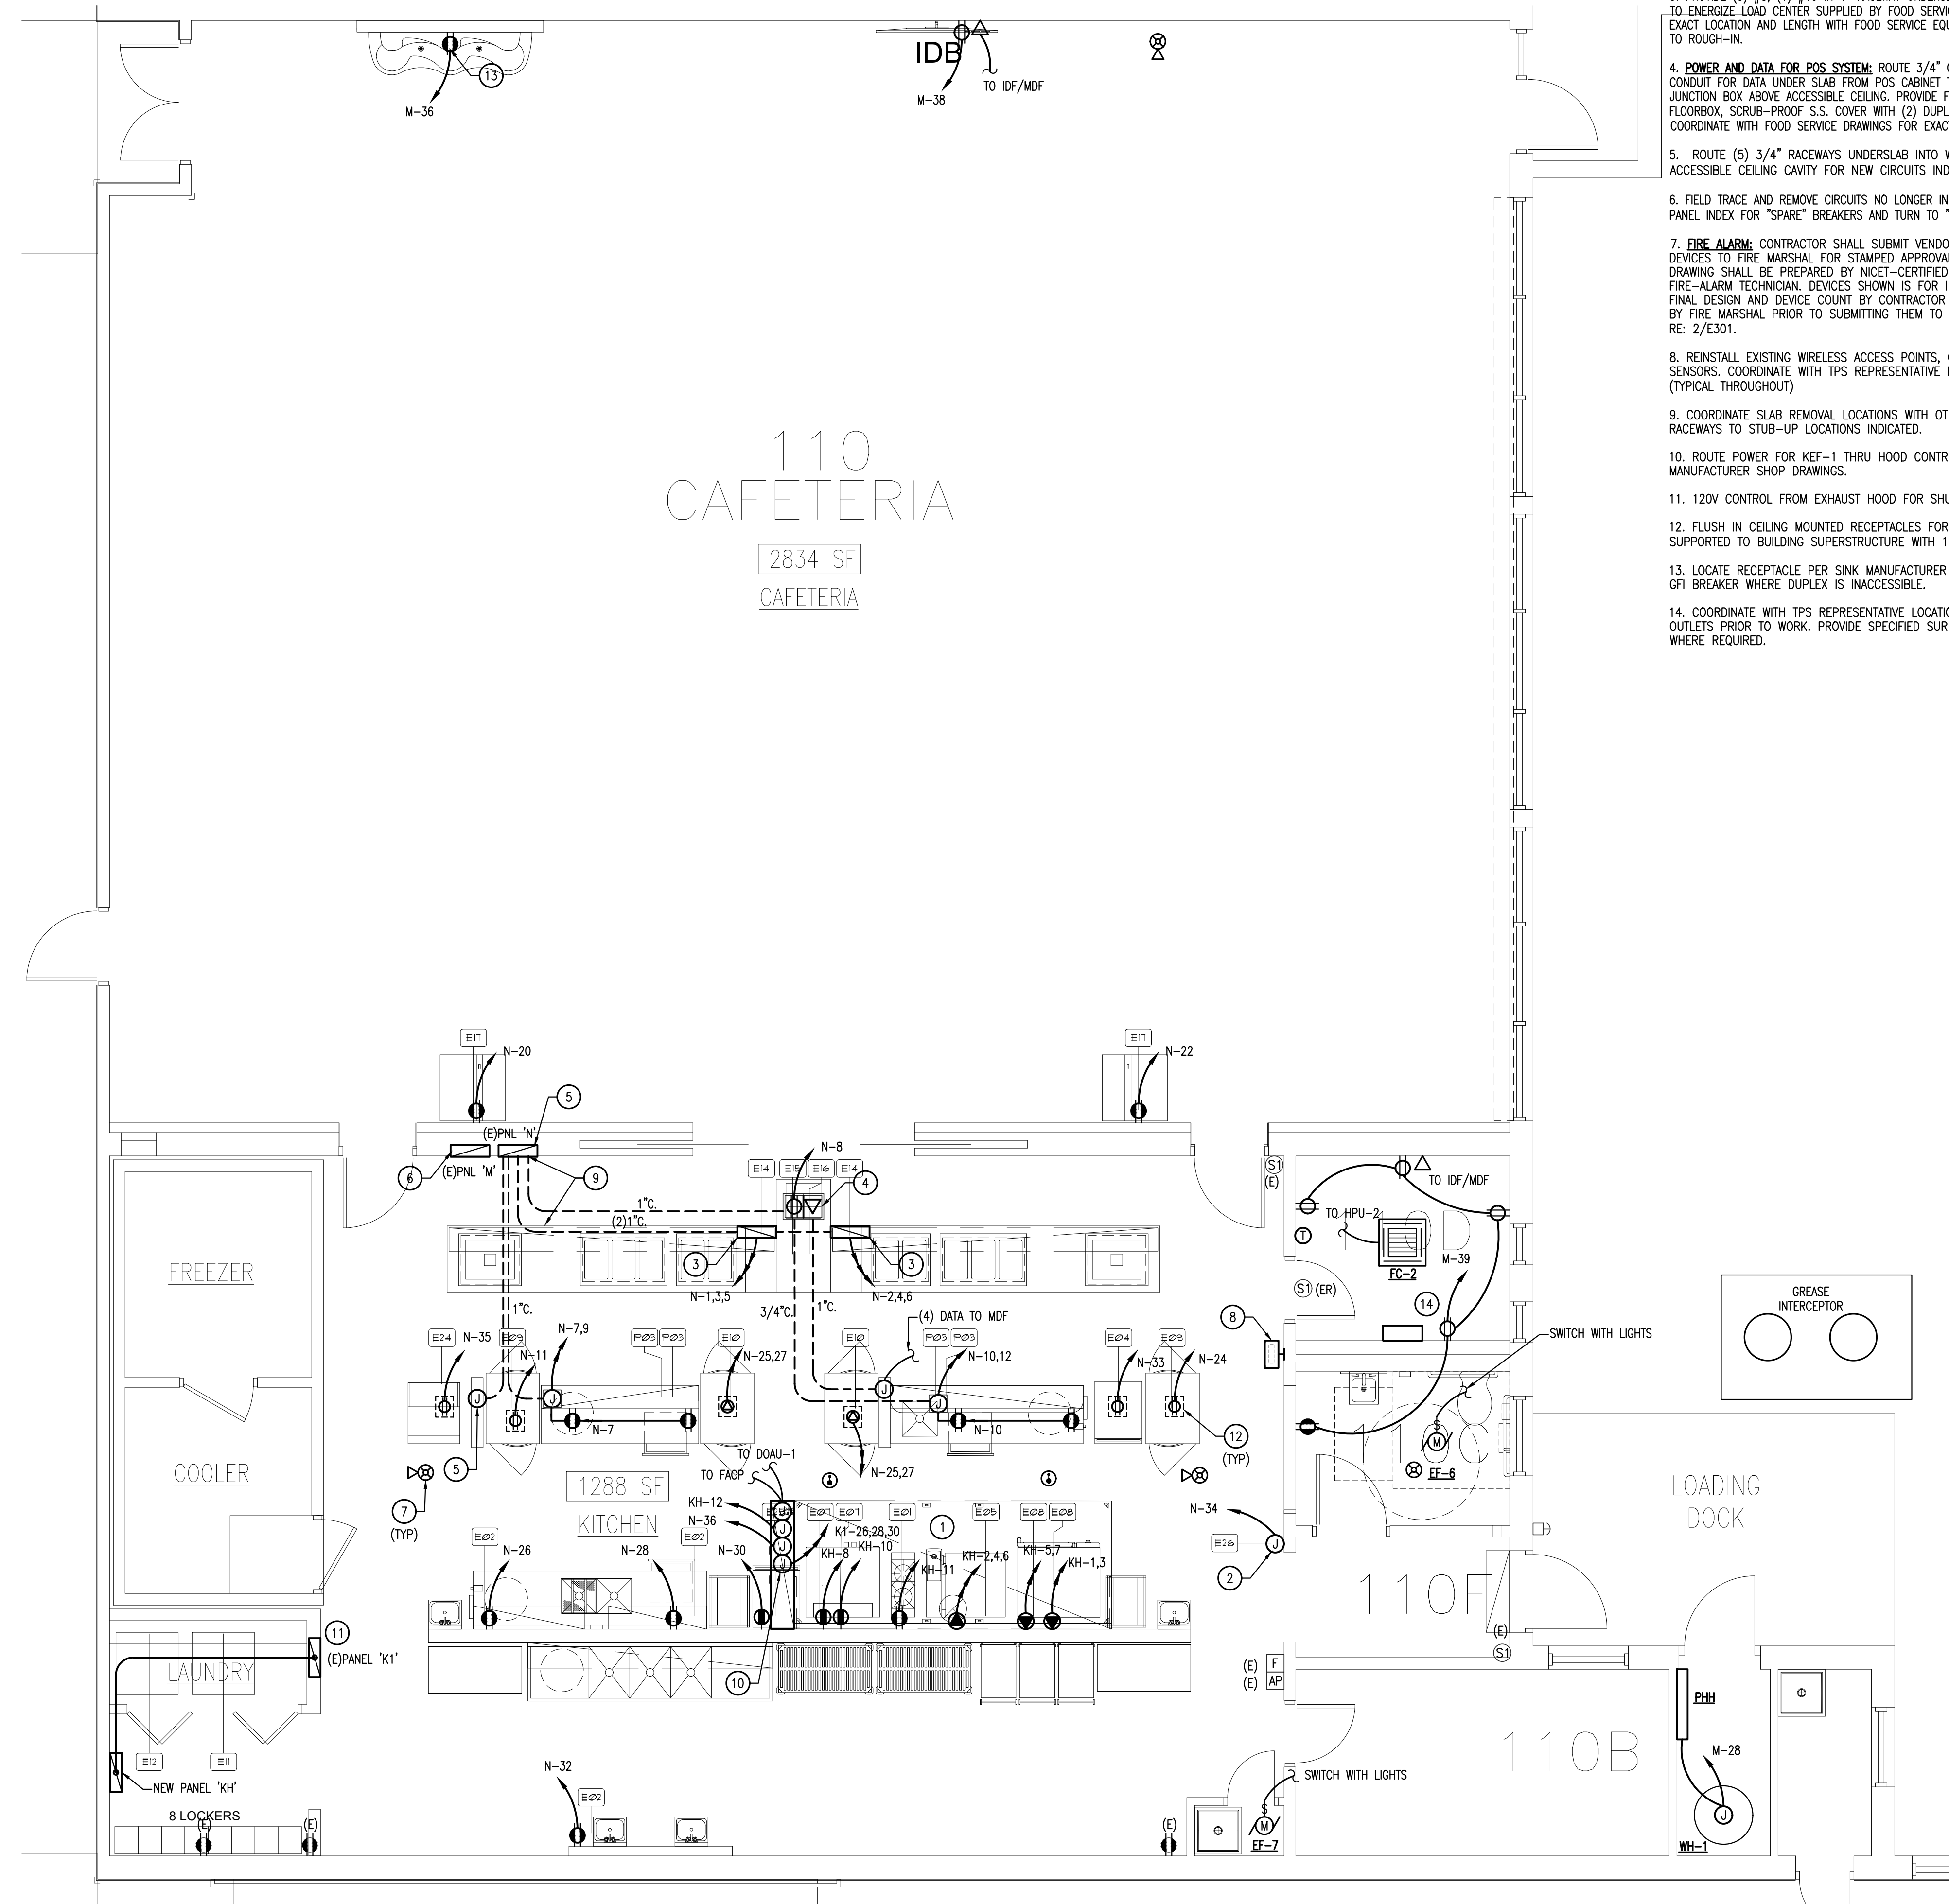 TO ENERGIZE LOAD CENTER SUPPLIED BY FOOD
EXACT LOCATION AND LENGTH WITH FOOD SERVICE
TO ROUGH-IN.
4. POWER AND DATA FOR POS SYSTEM: ROUTE 3/4"
CONDUIT FOR DATA UNDER SLAB FROM POS CABINET
JUNCTION BOX ABOVE ACCESSIBLE CEILING. PROVIDE
FLOORBOX, SCRUB-PROOF S.S. COVER WITH (2)
COORDINATE WITH FOOD SERVICE DRAWINGS FOR
5. ROUTE (5) 3/4" RACEWAYS UNDERSLAB INTO
ACCESSIBLE CEILING CAVITY FOR NEW CIRCUITS
6. FIELD TRACE AND REMOVE CIRCUITS NO LONGER IN
PANEL INDEX FOR "SPARE" BREAKERS AND TURN TO "
7. FIRE ALARM: CONTRACTOR SHALL SUBMIT
DEVICES TO FIRE MARSHAL FOR STAMPED
DRAWING SHALL BE PREPARED BY NICET-CERTIFIED
FIRE-ALARM TECHNICIAN. DEVICES SHOWN IS FOR
FINAL DESIGN AND DEVICE COUNT BY CONTRACTOR
BY FIRE MARSHAL PRIOR TO SUBMITTING THEM TO
RE: 2/E301.
8. REINSTALL EXISTING WIRELESS ACCESS POINTS,
SENSORS. COORDINATE WITH TPS REPRESENTATIVE
(TYPICAL THROUGHOUT)
9. COORDINATE SLAB REMOVAL LOCATIONS WITH
RACEWAYS TO STUB-UP LOCATIONS INDICATED.
10. ROUTE POWER FOR KEF-1 THRU HOOD
MANUFACTURER SHOP DRAWINGS.
11. 120V CONTROL FROM EXHAUST HOOD FOR
12. FLUSH IN CEILING MOUNTED RECEPTACLES FOR
SUPPORTED TO BUILDING SUPERSTRUCTURE WITH
13. LOCATE RECEPTACLE PER SINK MANUFACTURER
GFI BREAKER WHERE DUPLEX IS INACCESSIBLE.
14. COORDINATE WITH TPS REPRESENTATIVE
OUTLETS PRIOR TO WORK. PROVIDE SPECIFIED
WHERE REQUIRED.
13
M-36
IDB
TO IDF/MDF
M-38
110
CAFETERIA
2834 SF
CAFETERIA
E17
N-20
E17
N-22
5
(E)PNL 'N'
6
(E)PNL 'M'
9
N-8
E14
E15
E16
E14
4
1"C.
(2)1"C.
3
3
N-1,3,5
N-2,4,6
3/4"C.
1"C.
1"C.
(4) DATA TO MDF
S1
(E)
TO IDF/MDF
TO HPU-2
T
FC-2
M-39
S1 (ER)
14
8
SWITCH WITH LIGHTS
GREASE
INTERCEPTOR
FREEZER
COOLER
E24
N-35
E09
N-11
N-7,9
P03
P03
E10
N-25,27
E10
P03
P03
N-10,12
E04
N-33
E09
N-24
J
J
J
J
N-7
N-10
5
7
(TYP)
12
(TYP)
N-25,27
TO DOAU-1
TO FACP
1288 SF
KITCHEN
KH-12
N-36
J
J
J
J
E07
E07
E01
1
E05
E08
E08
K1-26,28,30
E02
N-26
N-28
E02
N-30
KH-8
KH-10
KH-11
KH-2,4,6
KH-5,7
KH-1,3
N-34
E26
J
2
11
S
M
EF-6
LOADING
DOCK
110F
(E)
S1
11
(E)PANEL 'K1'
LAUNDRY
E12
E11
NEW PANEL 'KH'
8 LOCKERS
(E)
(E)
10
(E) F
(E) AP
N-32
E02
(E)
SWITCH WITH LIGHTS
S
M
EF-7
110B
PHH
M-28
J
WH-1